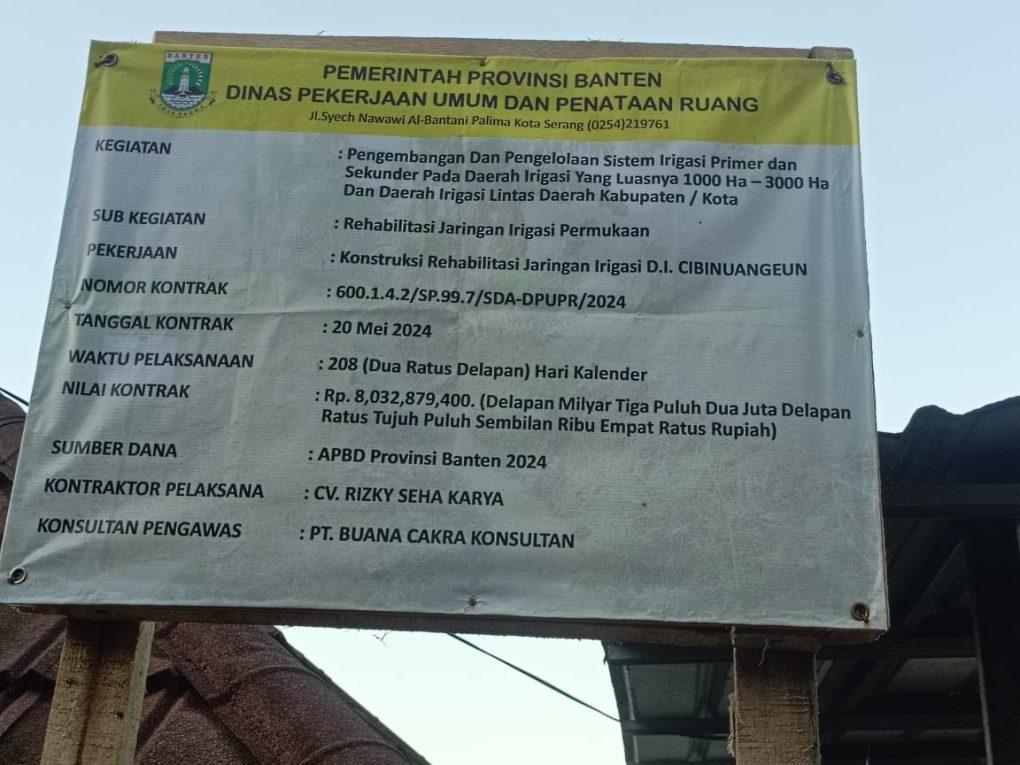 BANTEN
PEMERINTAH PROVINSI BANTEN
DINAS PEKERJAAN UMUM DAN PENATAAN RUANG
Jl.Syech Nawawi Al-Bantani Palima Kota Serang (0254)219761
KEGIATAN : Pengembangan Dan Pengelolaan Sistem Irigasi Primer dan
Sekunder Pada Daerah Irigasi Yang Luasnya 1000 Ha – 3000 Ha
Dan Daerah Irigasi Lintas Daerah Kabupaten / Kota
SUB KEGIATAN : Rehabilitasi Jaringan Irigasi Permukaan
PEKERJAAN : Konstruksi Rehabilitasi Jaringan Irigasi D.I. CIBINUANGEUN
NOMOR KONTRAK : 600.1.4.2/SP.99.7/SDA-DPUPR/2024
TANGGAL KONTRAK : 20 Mei 2024
WAKTU PELAKSANAAN : 208 (Dua Ratus Delapan) Hari Kalender
NILAI KONTRAK : Rp. 8,032,879,400. (Delapan Milyar Tiga Puluh Dua Juta Delapan
Ratus Tujuh Puluh Sembilan Ribu Empat Ratus Rupiah)
SUMBER DANA : APBD Provinsi Banten 2024
KONTRAKTOR PELAKSANA : CV. RIZKY SEHA KARYA
KONSULTAN PENGAWAS : PT. BUANA CAKRA KONSULTAN